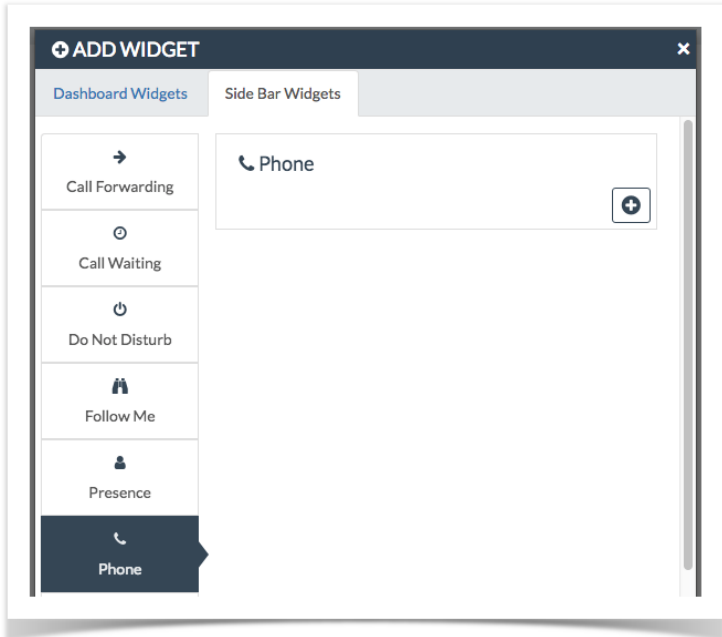 ADD WIDGET
Dashboard Widgets
Side Bar Widgets
Call Forwarding
Call Waiting
Do Not Disturb
Follow Me
Presence
Phone
Phone